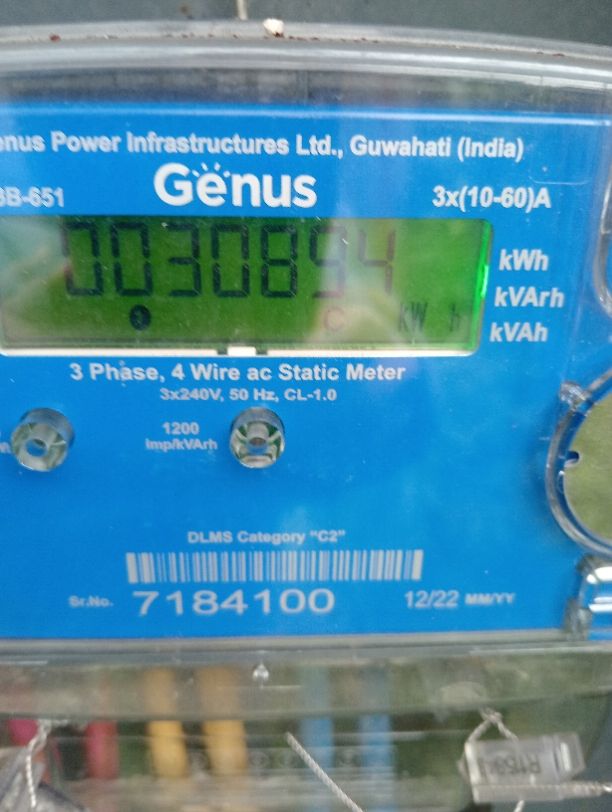 Power Infrastructures Ltd., Guwahati (India)
Genus
3x(10-60)A
0030894
kWh
kW h
C
kVArh
kVAh
3 Phase, 4 Wire ac Static Meter
3x240V, 50 Hz, CL-1.0
1200
Imp/kVArh
DLMS Category "C2"
Sr.No. 7184100 12/22 MM/YY